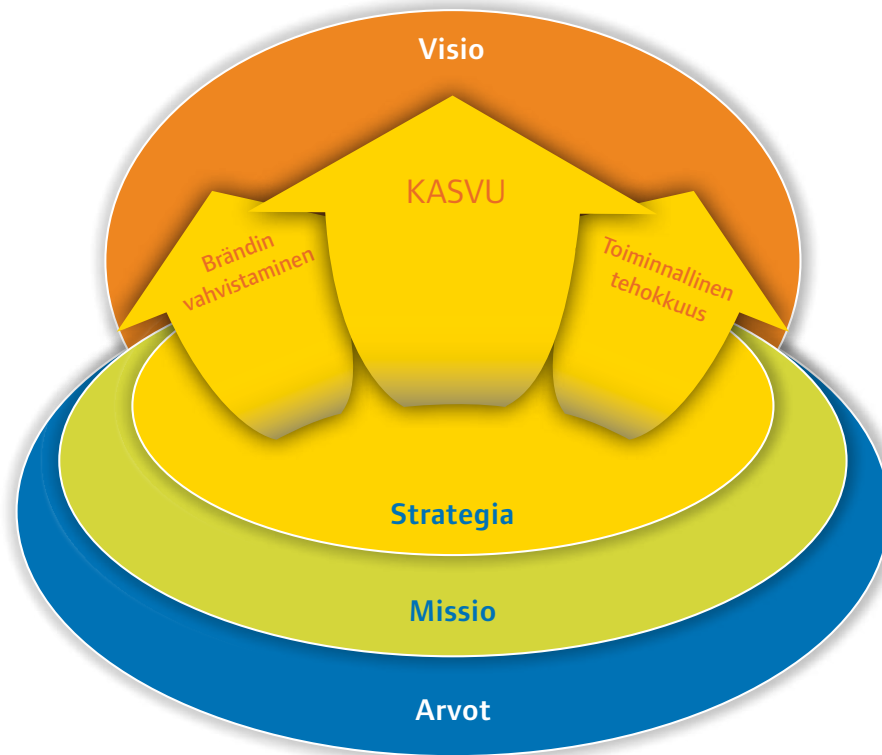 Visio
KASVU
Brändin
vahvistaminen
Toiminnallinen
tehokkuus
Strategia
Missio
Arvot